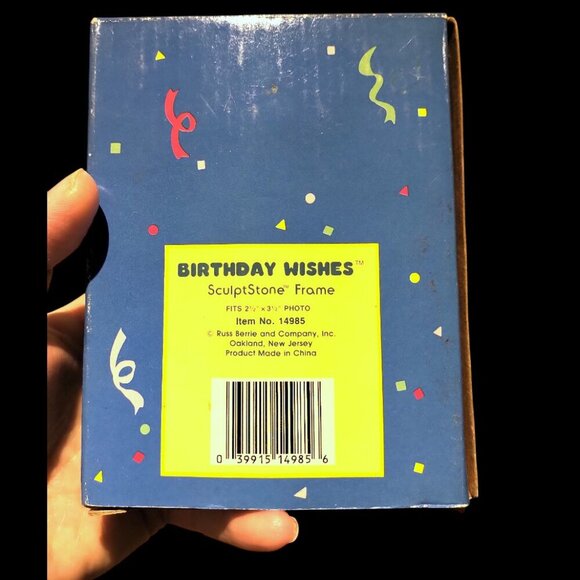 BIRTHDAY WISHES™
SculptStone™ Frame
FITS 2½" x 3½" PHOTO
Item No. 14985
© Russ Berrie and Company, Inc.
Oakland, New Jersey
Product Made in China
0 39915 14985 6